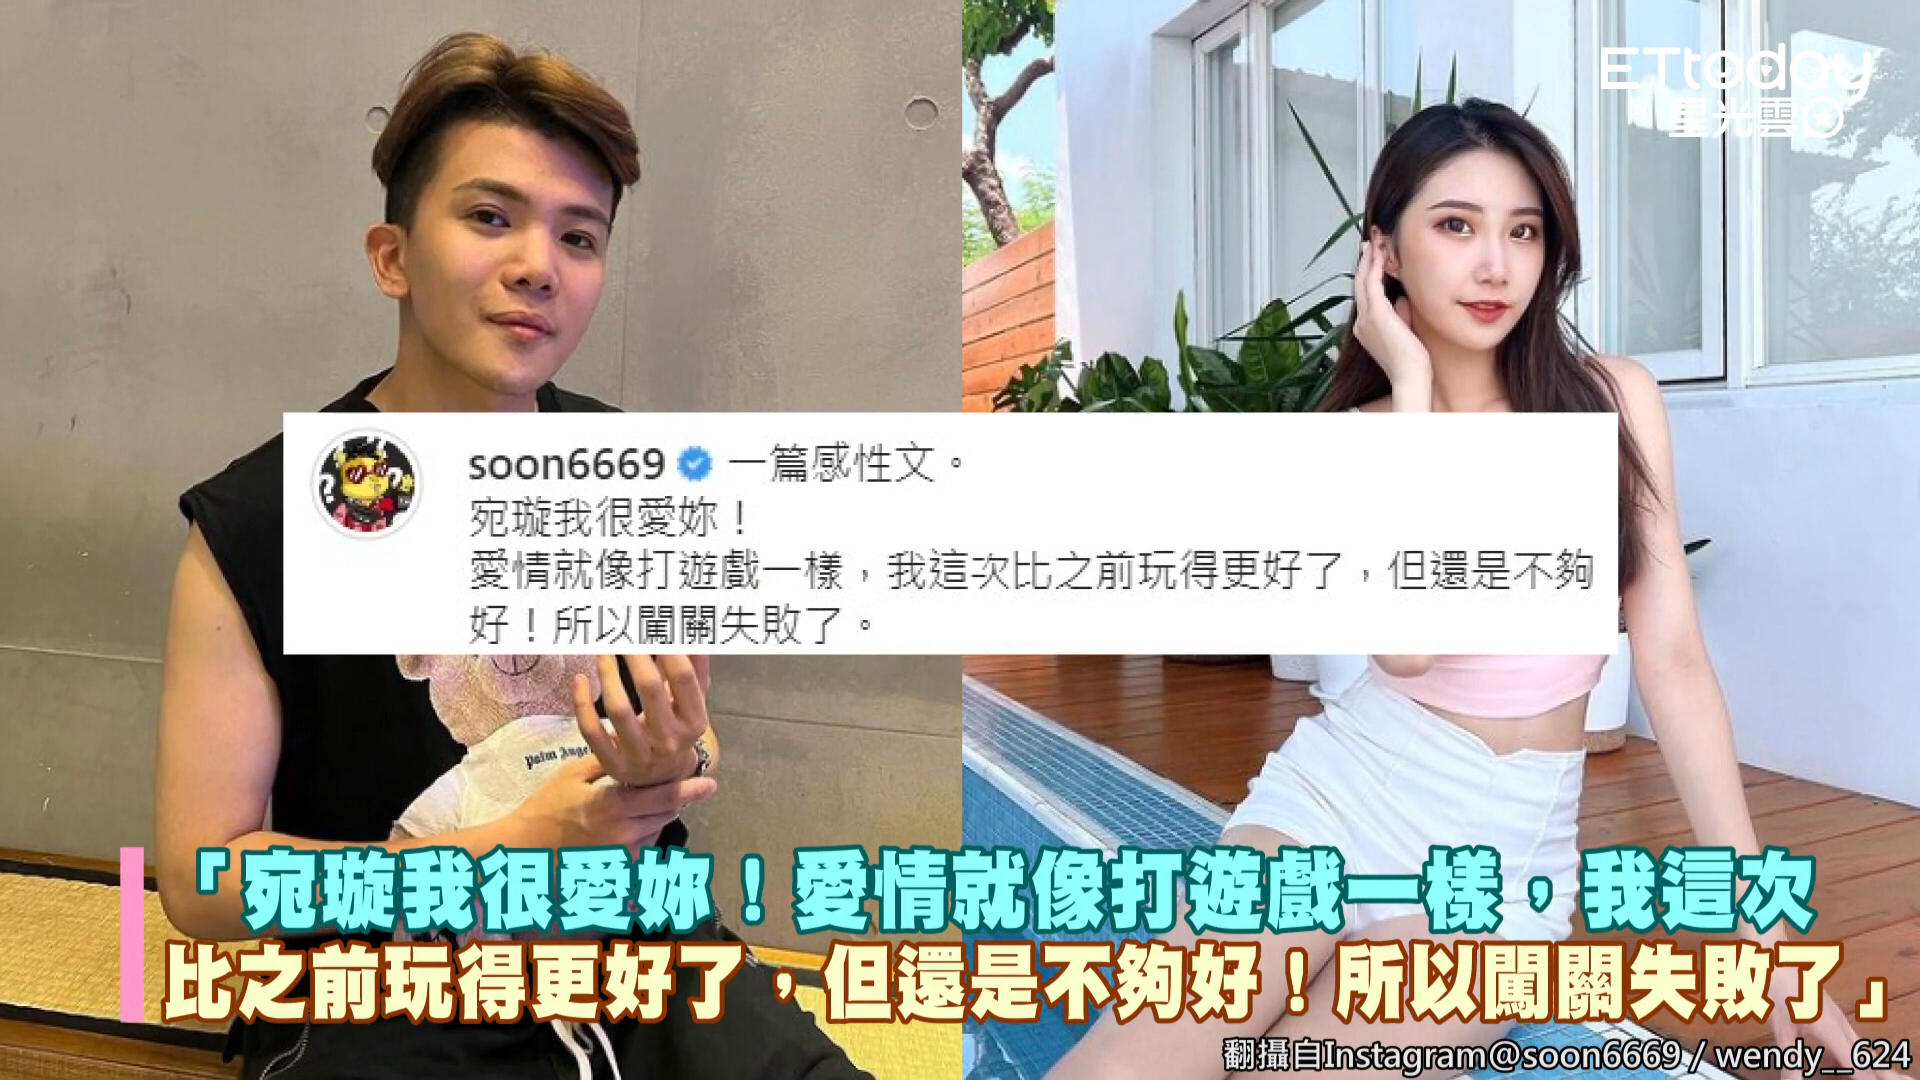 ETtoday
星光雲
soon6669 一篇感性文。
宛璇我很愛妳！
愛情就像打遊戲一樣，我這次比之前玩得更好了，但還是不夠
好！所以闖關失敗了。
Palm Angel
「宛璇我很愛妳！愛情就像打遊戲一樣，我這次
比之前玩得更好了，但還是不夠好！所以闖關失敗了」
翻攝自Instagram@soon6669 / wendy__624